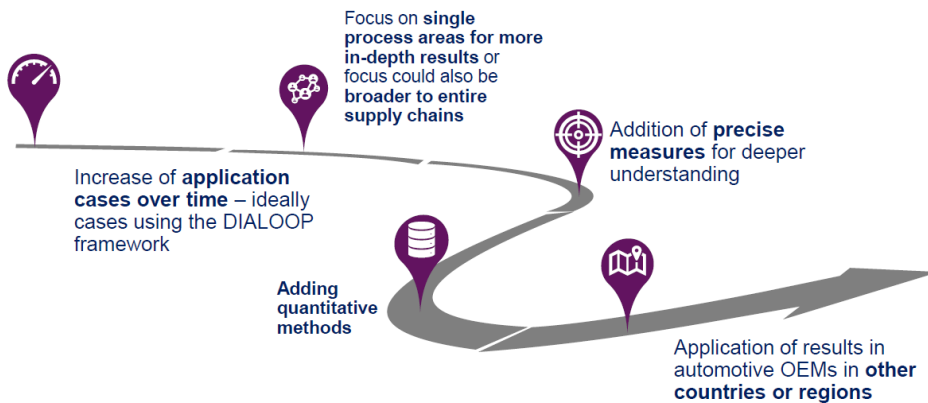 Focus on single
process areas for more
in-depth results or
focus could also be
broader to entire
supply chains
Addition of precise
measures for deeper
understanding
Increase of application
cases over time – ideally
cases using the DIALOOP
framework
Adding
quantitative
methods
Application of results in
automotive OEMs in other
countries or regions